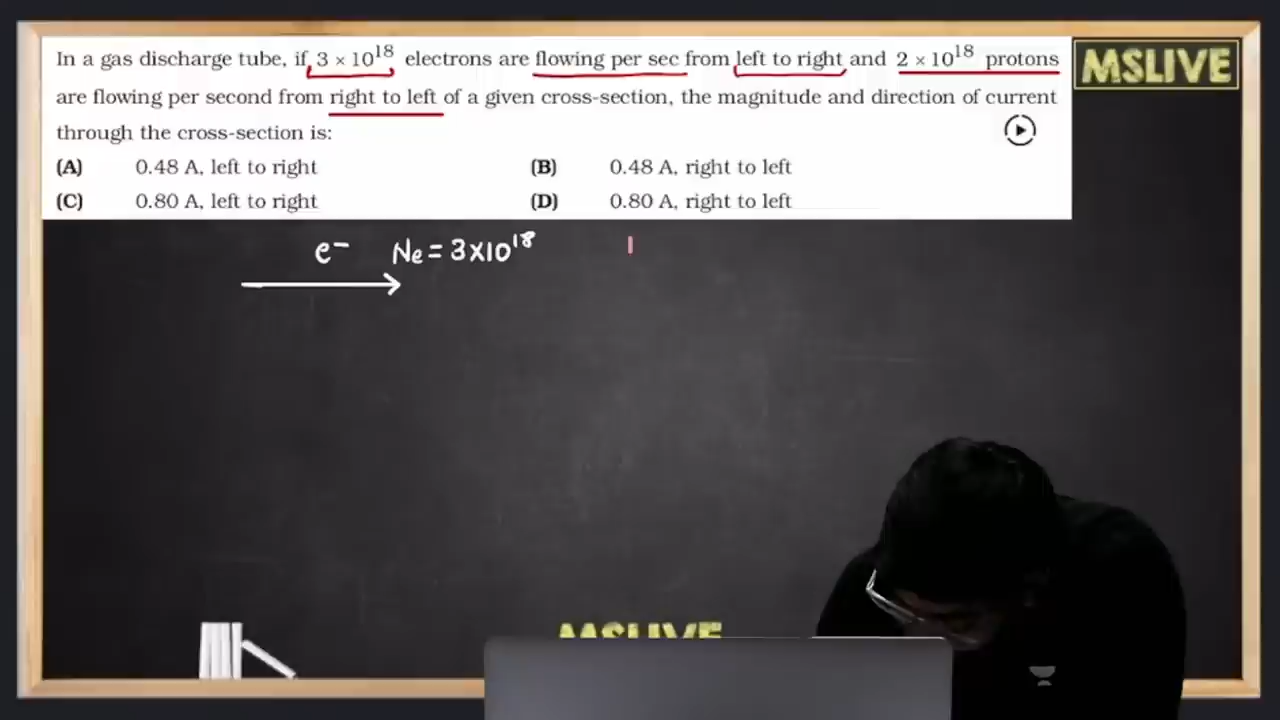 In a gas discharge tube, if 3 × 10¹⁸ electrons are flowing per sec from left to right and 2 × 10¹⁸ protons
are flowing per second from right to left of a given cross-section, the magnitude and direction of current
through the cross-section is:
(A) 0.48 A, left to right (B) 0.48 A, right to left
(C) 0.80 A, left to right (D) 0.80 A, right to left
MSLIVE
e⁻ Ne = 3×10¹⁸
MSLIVE